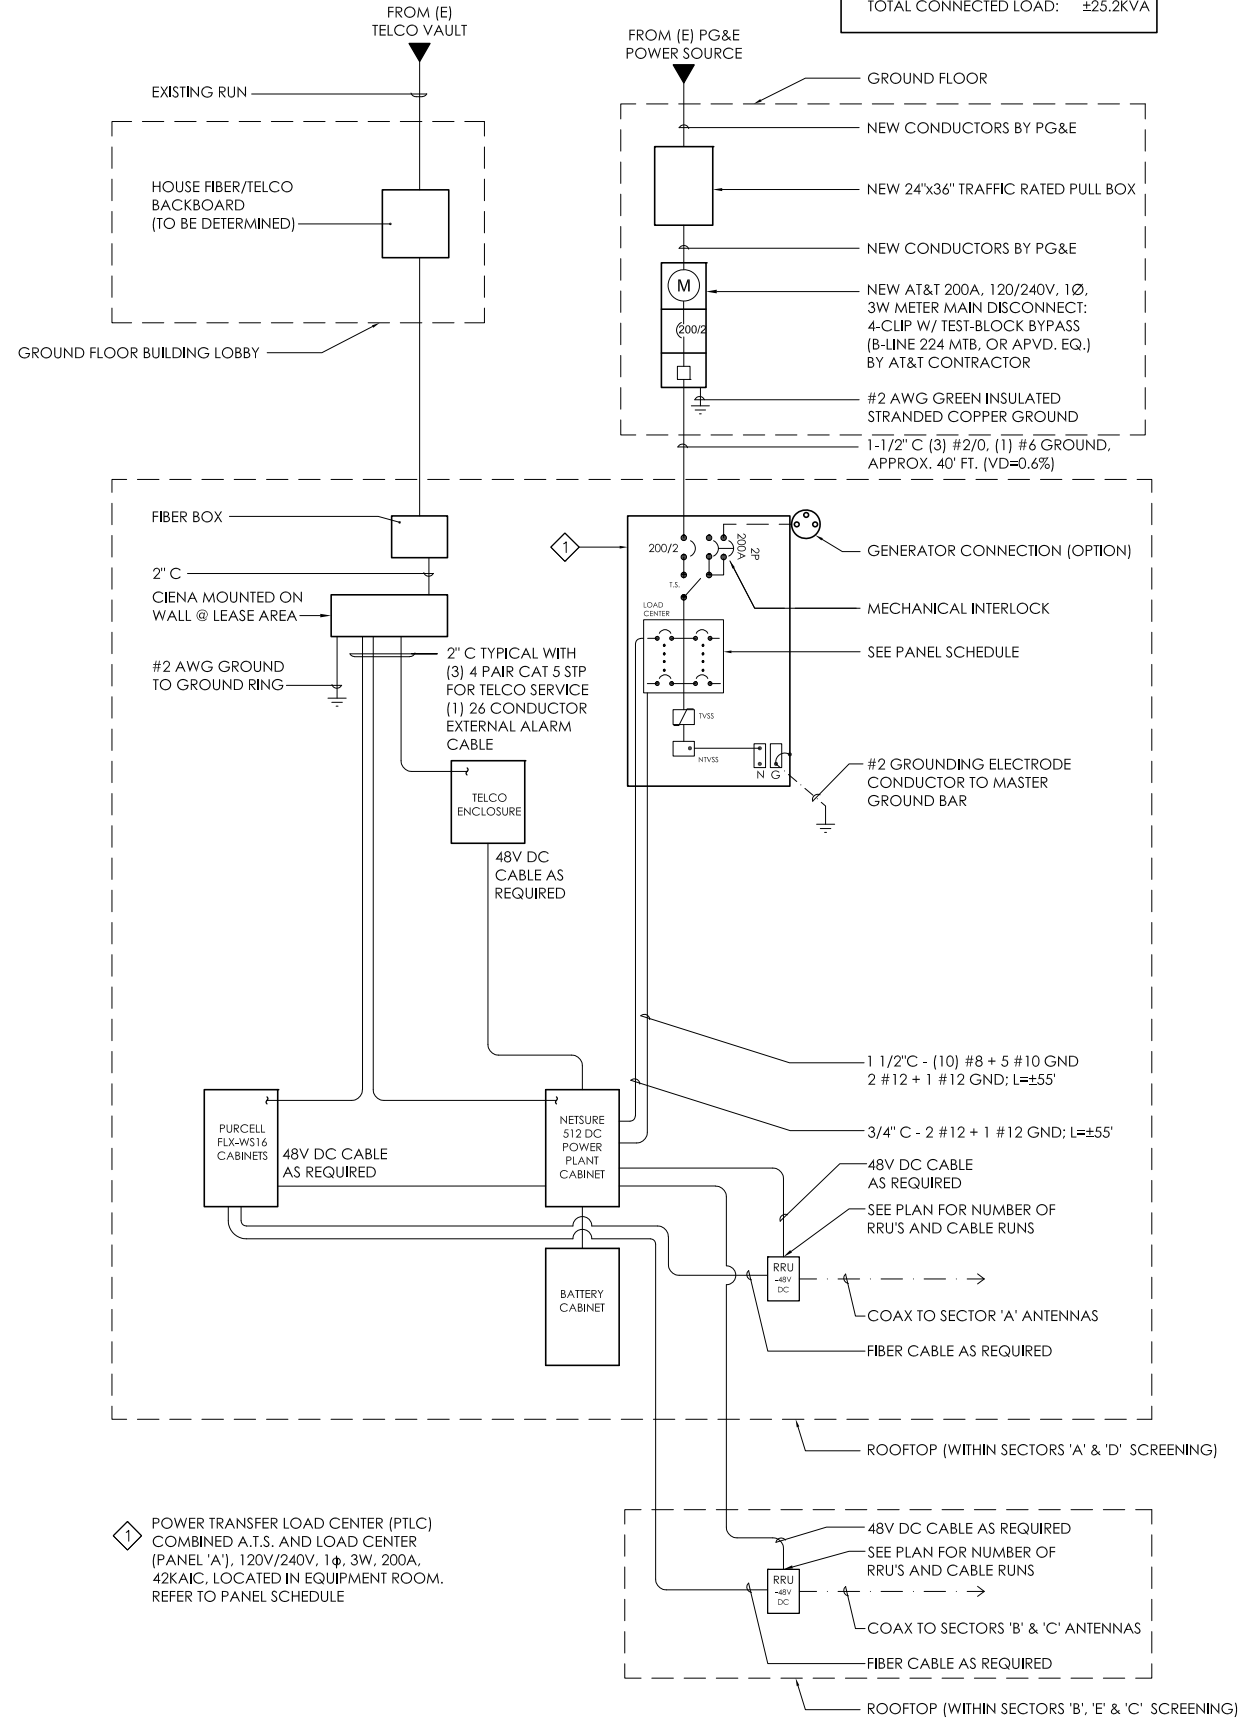 TOTAL CONNECTED LOAD: ±25.2KVA
FROM (E)
TELCO VAULT
FROM (E) PG&E
POWER SOURCE
EXISTING RUN
GROUND FLOOR
NEW CONDUCTORS BY PG&E
HOUSE FIBER/TELCO
BACKBOARD
(TO BE DETERMINED)
NEW 24"x36" TRAFFIC RATED PULL BOX
NEW CONDUCTORS BY PG&E
M
200/2
NEW AT&T 200A, 120/240V, 1Ø,
3W METER MAIN DISCONNECT:
4-CLIP W/ TEST-BLOCK BYPASS
(B-LINE 224 MTB, OR APVD. EQ.)
BY AT&T CONTRACTOR
GROUND FLOOR BUILDING LOBBY
#2 AWG GREEN INSULATED
STRANDED COPPER GROUND
1-1/2" C (3) #2/0, (1) #6 GROUND,
APPROX. 40' FT. (VD=0.6%)
FIBER BOX
1
200/2
2P
200A
T.S.
GENERATOR CONNECTION (OPTION)
2" C
CIENA MOUNTED ON
WALL @ LEASE AREA
LOAD
CENTER
MECHANICAL INTERLOCK
SEE PANEL SCHEDULE
#2 AWG GROUND
TO GROUND RING
2" C TYPICAL WITH
(3) 4 PAIR CAT 5 STP
FOR TELCO SERVICE
(1) 26 CONDUCTOR
EXTERNAL ALARM
CABLE
TVSS
NTVSS
N G
#2 GROUNDING ELECTRODE
CONDUCTOR TO MASTER
GROUND BAR
TELCO
ENCLOSURE
48V DC
CABLE AS
REQUIRED
1 1/2"C - (10) #8 + 5 #10 GND
2 #12 + 1 #12 GND; L=±55'
3/4" C - 2 #12 + 1 #12 GND; L=±55'
PURCELL
FLX-WS16
CABINETS
48V DC CABLE
AS REQUIRED
NETSURE
512 DC
POWER
PLANT
CABINET
48V DC CABLE
AS REQUIRED
SEE PLAN FOR NUMBER OF
RRU'S AND CABLE RUNS
RRU
-48V
DC
BATTERY
CABINET
COAX TO SECTOR 'A' ANTENNAS
FIBER CABLE AS REQUIRED
ROOFTOP (WITHIN SECTORS 'A' & 'D' SCREENING)
1
POWER TRANSFER LOAD CENTER (PTLC)
COMBINED A.T.S. AND LOAD CENTER
(PANEL 'A'), 120V/240V, 1ϕ, 3W, 200A,
42KAIC, LOCATED IN EQUIPMENT ROOM.
REFER TO PANEL SCHEDULE
48V DC CABLE AS REQUIRED
SEE PLAN FOR NUMBER OF
RRU'S AND CABLE RUNS
RRU
-48V
DC
COAX TO SECTORS 'B' & 'C' ANTENNAS
FIBER CABLE AS REQUIRED
ROOFTOP (WITHIN SECTORS 'B', 'E' & 'C' SCREENING)